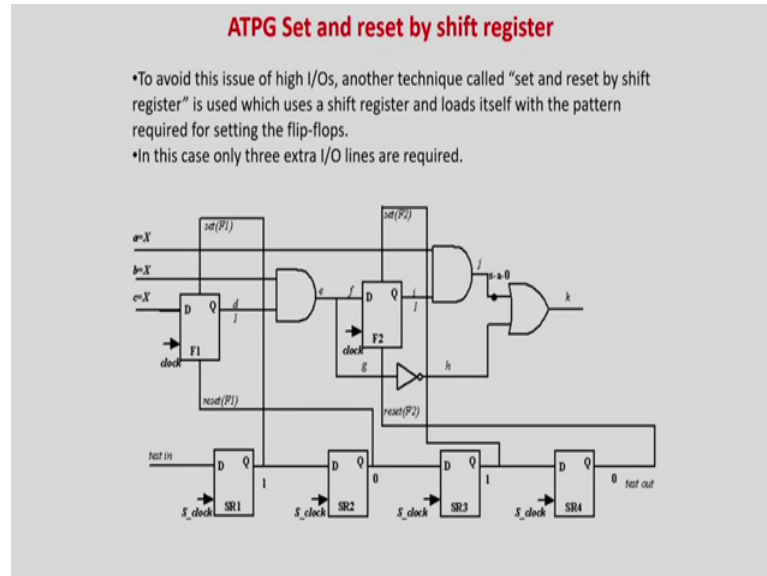 ATPG Set and reset by shift register
•To avoid this issue of high I/Os, another technique called “set and reset by shift
register” is used which uses a shift register and loads itself with the pattern
required for setting the flip-flops.
•In this case only three extra I/O lines are required.
set(F1)
set(F2)
a=X
b=X
c=X
D Q
F1
clock
d
1
e
f
D Q
F2
clock
i
1
j
s-a-0
k
g
h
reset(F1)
reset(F2)
test in
D Q
SR1
S_clock
1
D Q
SR2
S_clock
0
D Q
SR3
S_clock
1
D Q
SR4
S_clock
0
test out